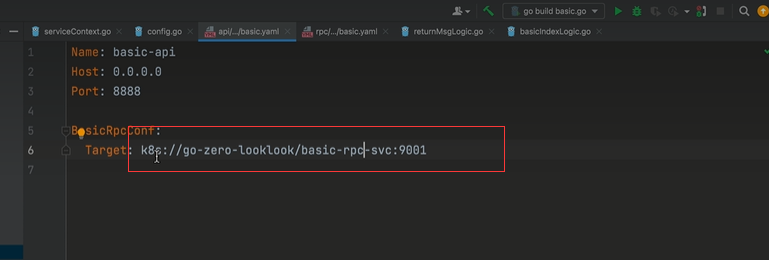 go build basic.go
serviceContext.go
config.go
api/.../basic.yaml
rpc/.../basic.yaml
returnMsgLogic.go
basicIndexLogic.go
1 Name: basic-api
2 Host: 0.0.0.0
3 Port: 8888
4
5 BasicRpcConf:
6 Target: k8s://go-zero-looklook/basic-rpc-svc:9001
7